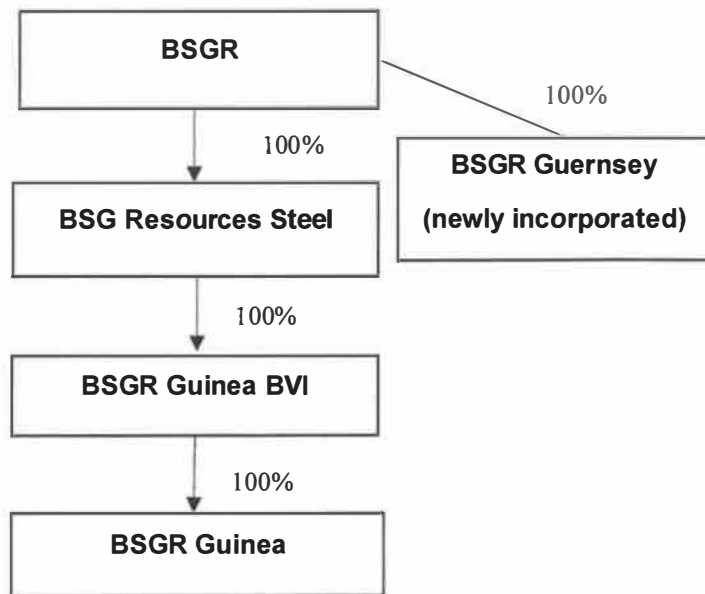 BSGR
100%
100%
BSGR Guernsey
(newly incorporated)
BSG Resources Steel
100%
BSGR Guinea BVI
100%
BSGR Guinea